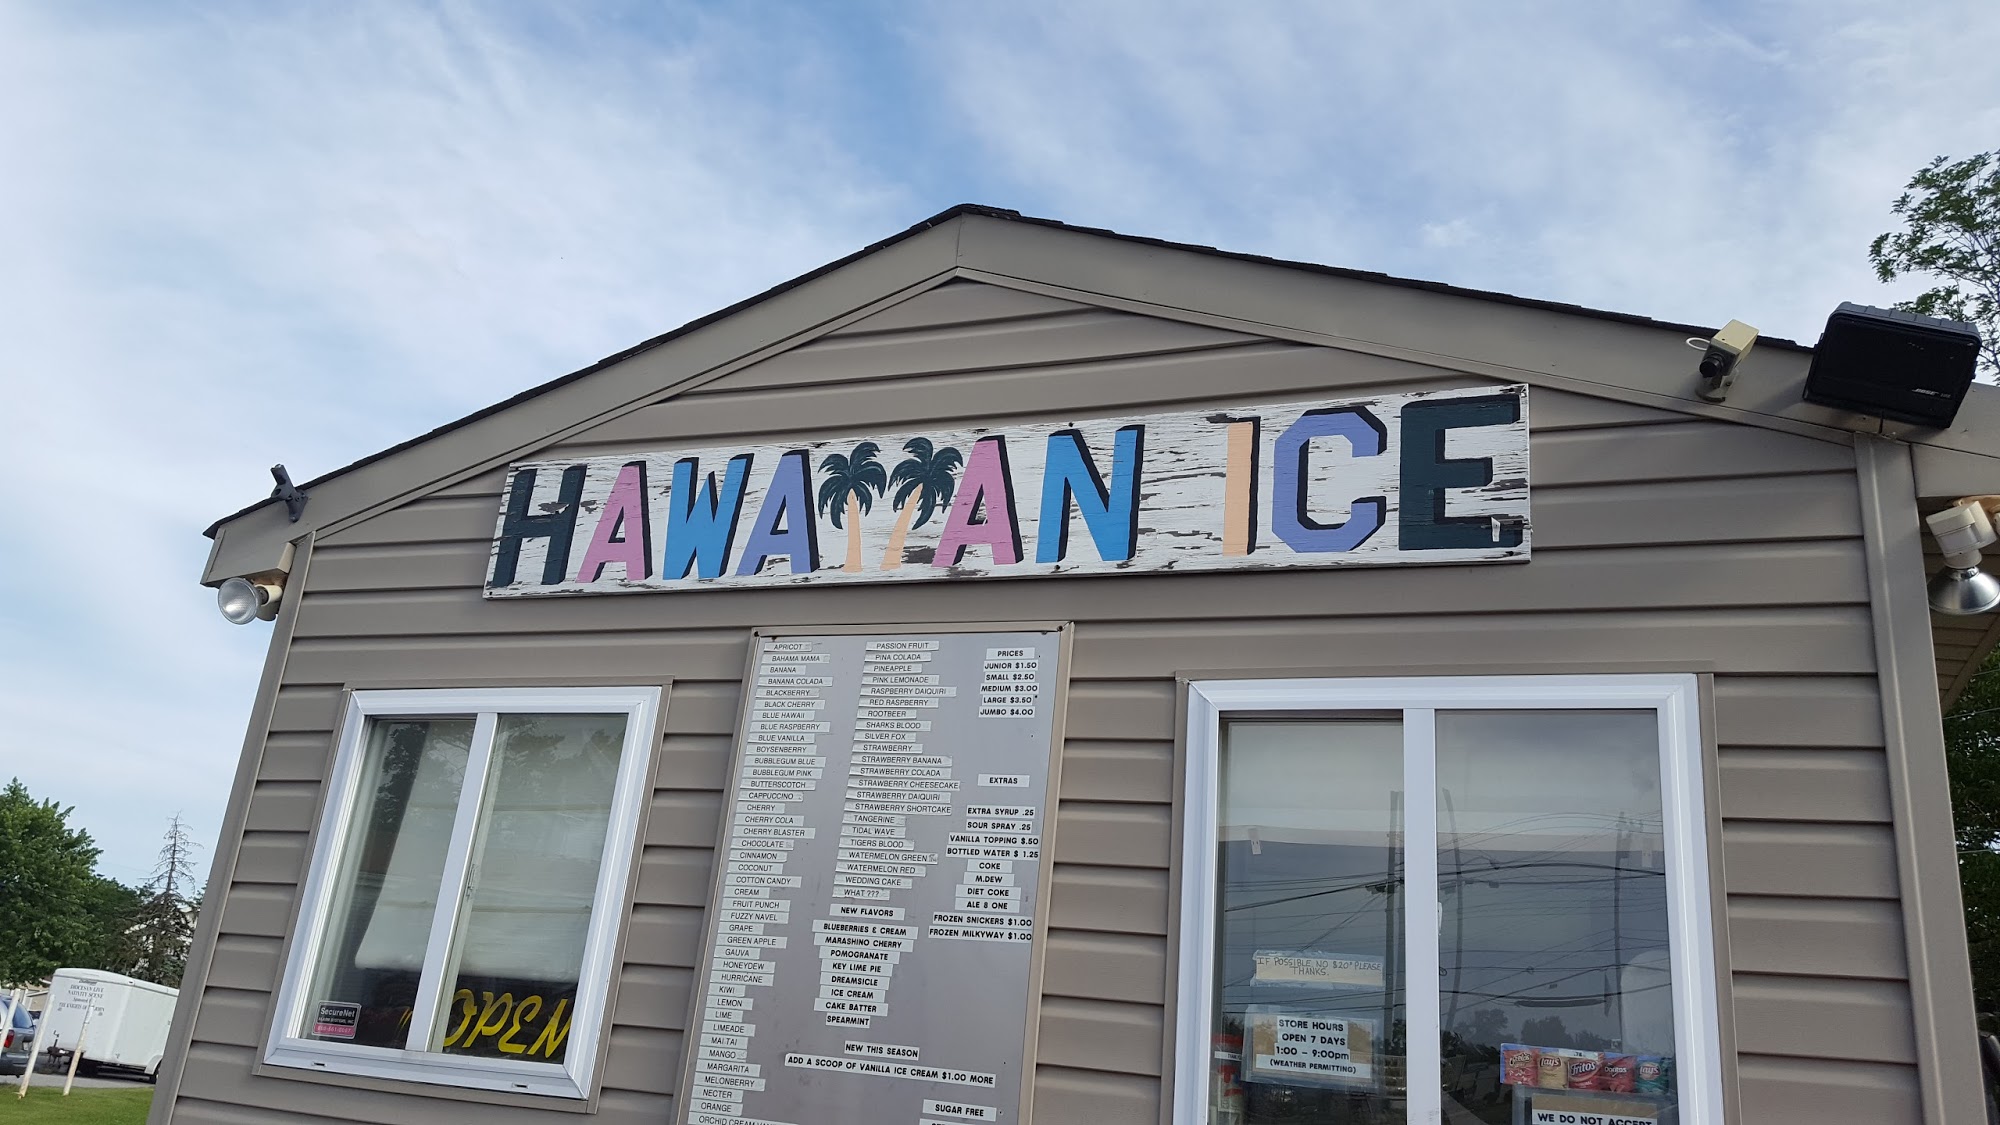 HAWAIIAN ICE
APRICOT
BAHAMA MAMA
BANANA
BANANA COLADA
BLACKBERRY
BLACK CHERRY
BLUE HAWAII
BLUE RASPBERRY
BLUE VANILLA
BOYSENBERRY
BUBBLEGUM BLUE
BUBBLEGUM PINK
BUTTERSCOTCH
CAPPUCCINO
CHERRY
CHERRY COLA
CHERRY BLASTER
CHOCOLATE
CINNAMON
COCONUT
COTTON CANDY
CREAM
FRUIT PUNCH
FUZZY NAVEL
GRAPE
GREEN APPLE
GAUVA
HONEYDEW
HURRICANE
KIWI
LEMON
LIME
LIMEADE
MAI TAI
MANGO
MARGARITA
MELONBERRY
NECTER
ORANGE
ORCHID CREAM
PASSION FRUIT
PINA COLADA
PINEAPPLE
PINK LEMONADE
RASPBERRY DAIQUIRI
RED RASPBERRY
ROOTBEER
SHARKS BLOOD
SILVER FOX
STRAWBERRY
STRAWBERRY BANANA
STRAWBERRY COLADA
STRAWBERRY CHEESECAKE
STRAWBERRY DAIQUIRI
STRAWBERRY SHORTCAKE
TANGERINE
TIDAL WAVE
TIGERS BLOOD
WATERMELON GREEN
WATERMELON RED
WEDDING CAKE
WHAT ???
NEW FLAVORS
BLUEBERRIES & CREAM
MARASHINO CHERRY
POMOGRANATE
KEY LIME PIE
DREAMSICLE
ICE CREAM
CAKE BATTER
SPEARMINT
NEW THIS SEASON
ADD A SCOOP OF VANILLA ICE CREAM $1.00 MORE
SUGAR FREE
PRICES
JUNIOR $1.50
SMALL $2.50
MEDIUM $3.00
LARGE $3.50
JUMBO $4.00
EXTRAS
EXTRA SYRUP .25
SOUR SPRAY .25
VANILLA TOPPING $.50
BOTTLED WATER $ 1.25
COKE
M.DEW
DIET COKE
ALE 8 ONE
FROZEN SNICKERS $1.00
FROZEN MILKYWAY $1.00
OPEN
SecureNet
IF POSSIBLE NO $20s PLEASE
THANKS.
STORE HOURS
OPEN 7 DAYS
1:00 - 9:00pm
(WEATHER PERMITTING)
Lays
Fritos
Doritos
Lays
WE DO NOT ACCEPT
BOSE
DIOCESAN LIVE
NATIVITY SCENE